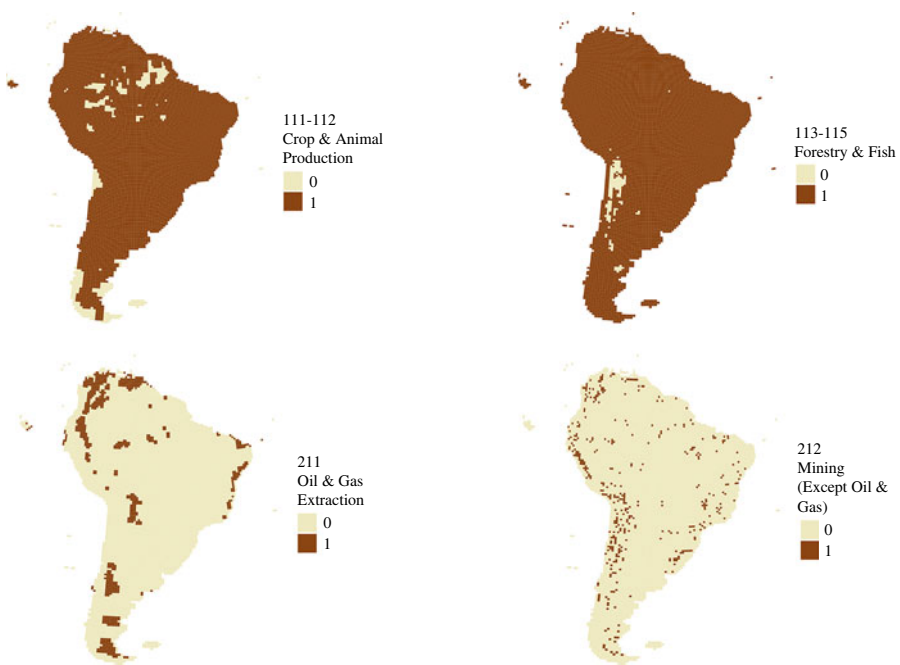 111-112
Crop & Animal
Production
0
1
113-115
Forestry & Fish
0
1
211
Oil & Gas
Extraction
0
1
212
Mining
(Except Oil &
Gas)
0
1